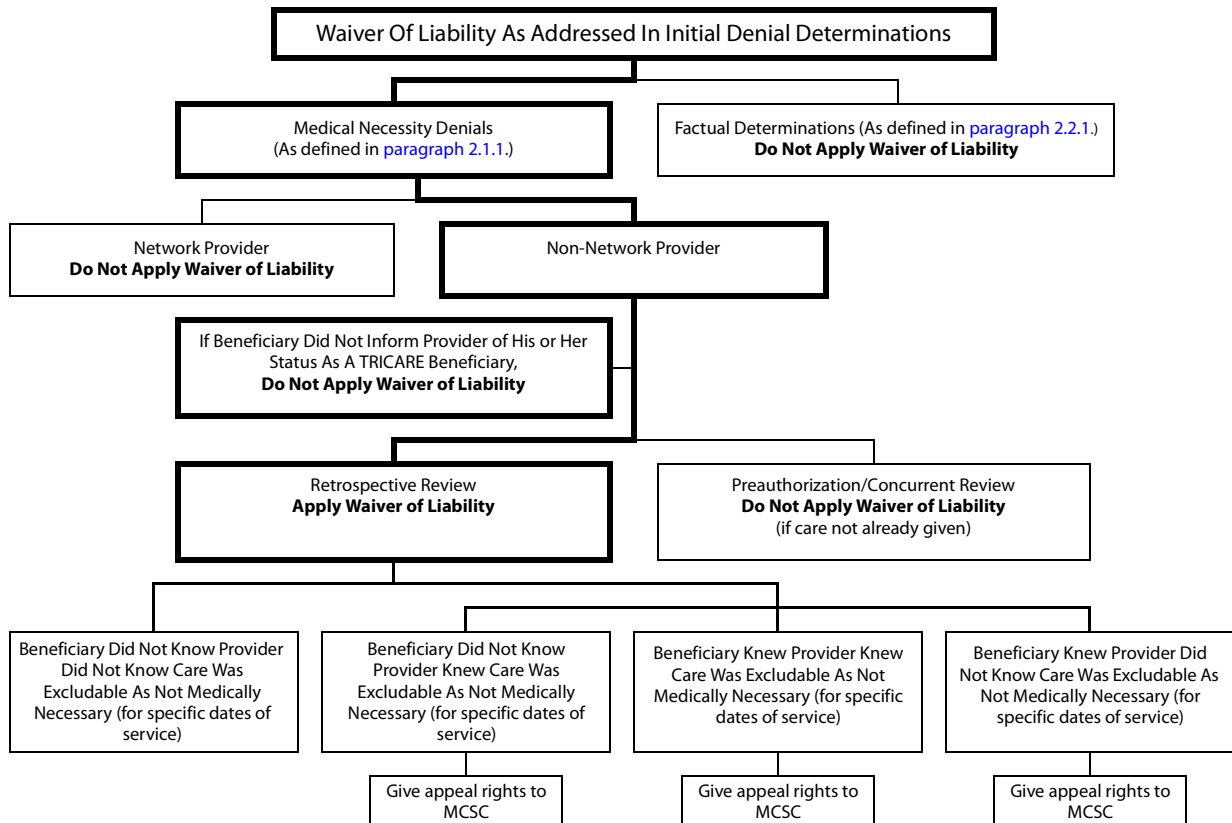 Waiver Of Liability As Addressed In Initial Denial Determinations
Medical Necessity Denials
(As defined in paragraph 2.1.1.)
Factual Determinations (As defined in paragraph 2.2.1.)
Do Not Apply Waiver of Liability
Network Provider
Do Not Apply Waiver of Liability
Non-Network Provider
If Beneficiary Did Not Inform Provider of His or Her
Status As A TRICARE Beneficiary,
Do Not Apply Waiver of Liability
Retrospective Review
Apply Waiver of Liability
Preauthorization/Concurrent Review
Do Not Apply Waiver of Liability
(if care not already given)
Beneficiary Did Not Know Provider
Did Not Know Care Was
Excludable As Not Medically
Necessary (for specific dates of
service)
Beneficiary Did Not Know
Provider Knew Care Was
Excludable As Not Medically
Necessary (for specific dates of
service)
Beneficiary Knew Provider Knew
Care Was Excludable As Not
Medically Necessary (for specific
dates of service)
Beneficiary Knew Provider Did
Not Know Care Was Excludable As
Not Medically Necessary (for
specific dates of service)
Give appeal rights to
MCSC
Give appeal rights to
MCSC
Give appeal rights to
MCSC